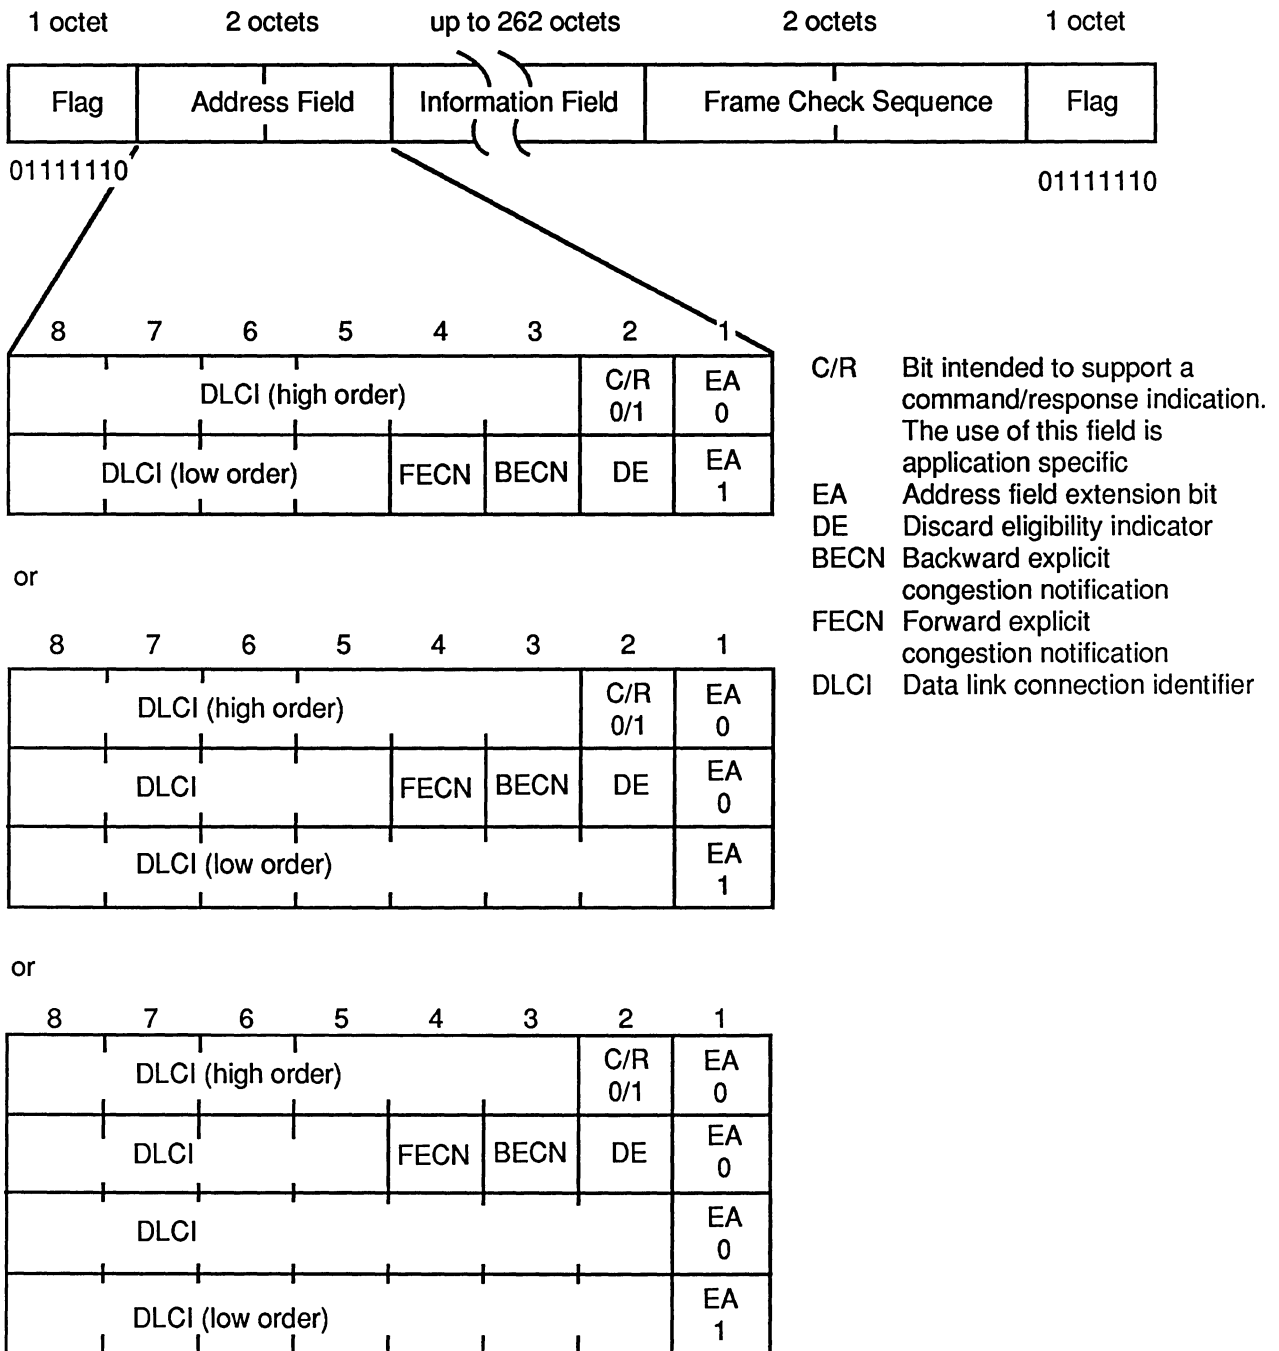 1 octet 2 octets up to 262 octets 2 octets 1 octet
Flag Address Field Information Field Frame Check Sequence Flag
01111110 01111110
8 7 6 5 4 3 2 1
DLCI (high order) C/R 0/1 EA 0
DLCI (low order) FECN BECN DE EA 1
C/R Bit intended to support a
command/response indication.
The use of this field is
application specific
EA Address field extension bit
DE Discard eligibility indicator
BECN Backward explicit
congestion notification
FECN Forward explicit
congestion notification
DLCI Data link connection identifier
or
8 7 6 5 4 3 2 1
DLCI (high order) C/R 0/1 EA 0
DLCI FECN BECN DE EA 0
DLCI (low order) EA 1
or
8 7 6 5 4 3 2 1
DLCI (high order) C/R 0/1 EA 0
DLCI FECN BECN DE EA 0
DLCI EA 0
DLCI (low order) EA 1